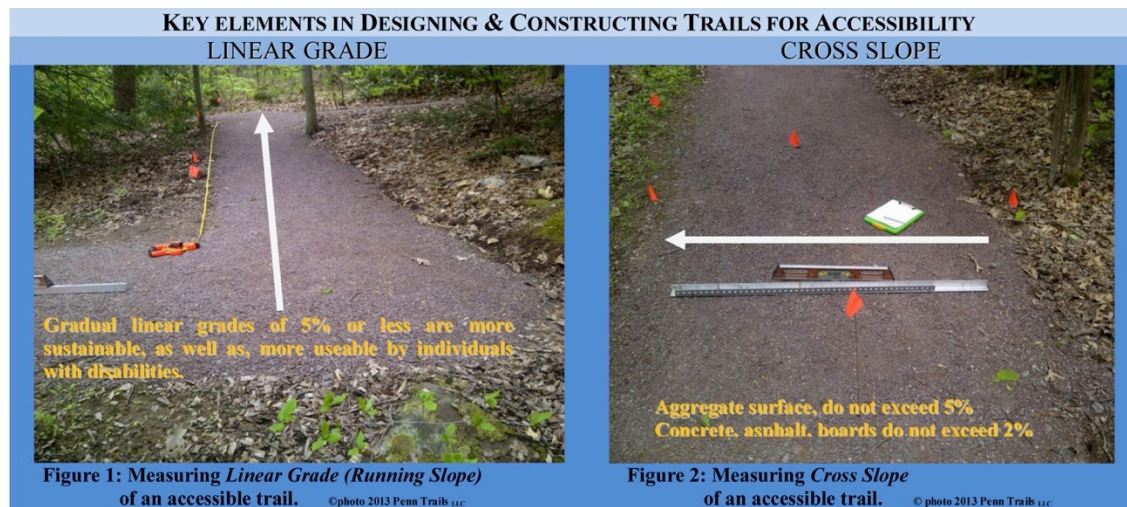 KEY ELEMENTS IN DESIGNING & CONSTRUCTING TRAILS FOR ACCESSIBILITY
LINEAR GRADE
Gradual linear grades of 5% or less are more
sustainable, as well as, more useable by individuals
with disabilities.
Figure 1: Measuring Linear Grade (Running Slope)
of an accessible trail. ©photo 2013 Penn Trails LLC
CROSS SLOPE
Aggregate surface, do not exceed 5%
Concrete, asphalt, boards do not exceed 2%
Figure 2: Measuring Cross Slope
of an accessible trail. © photo 2013 Penn Trails LLC